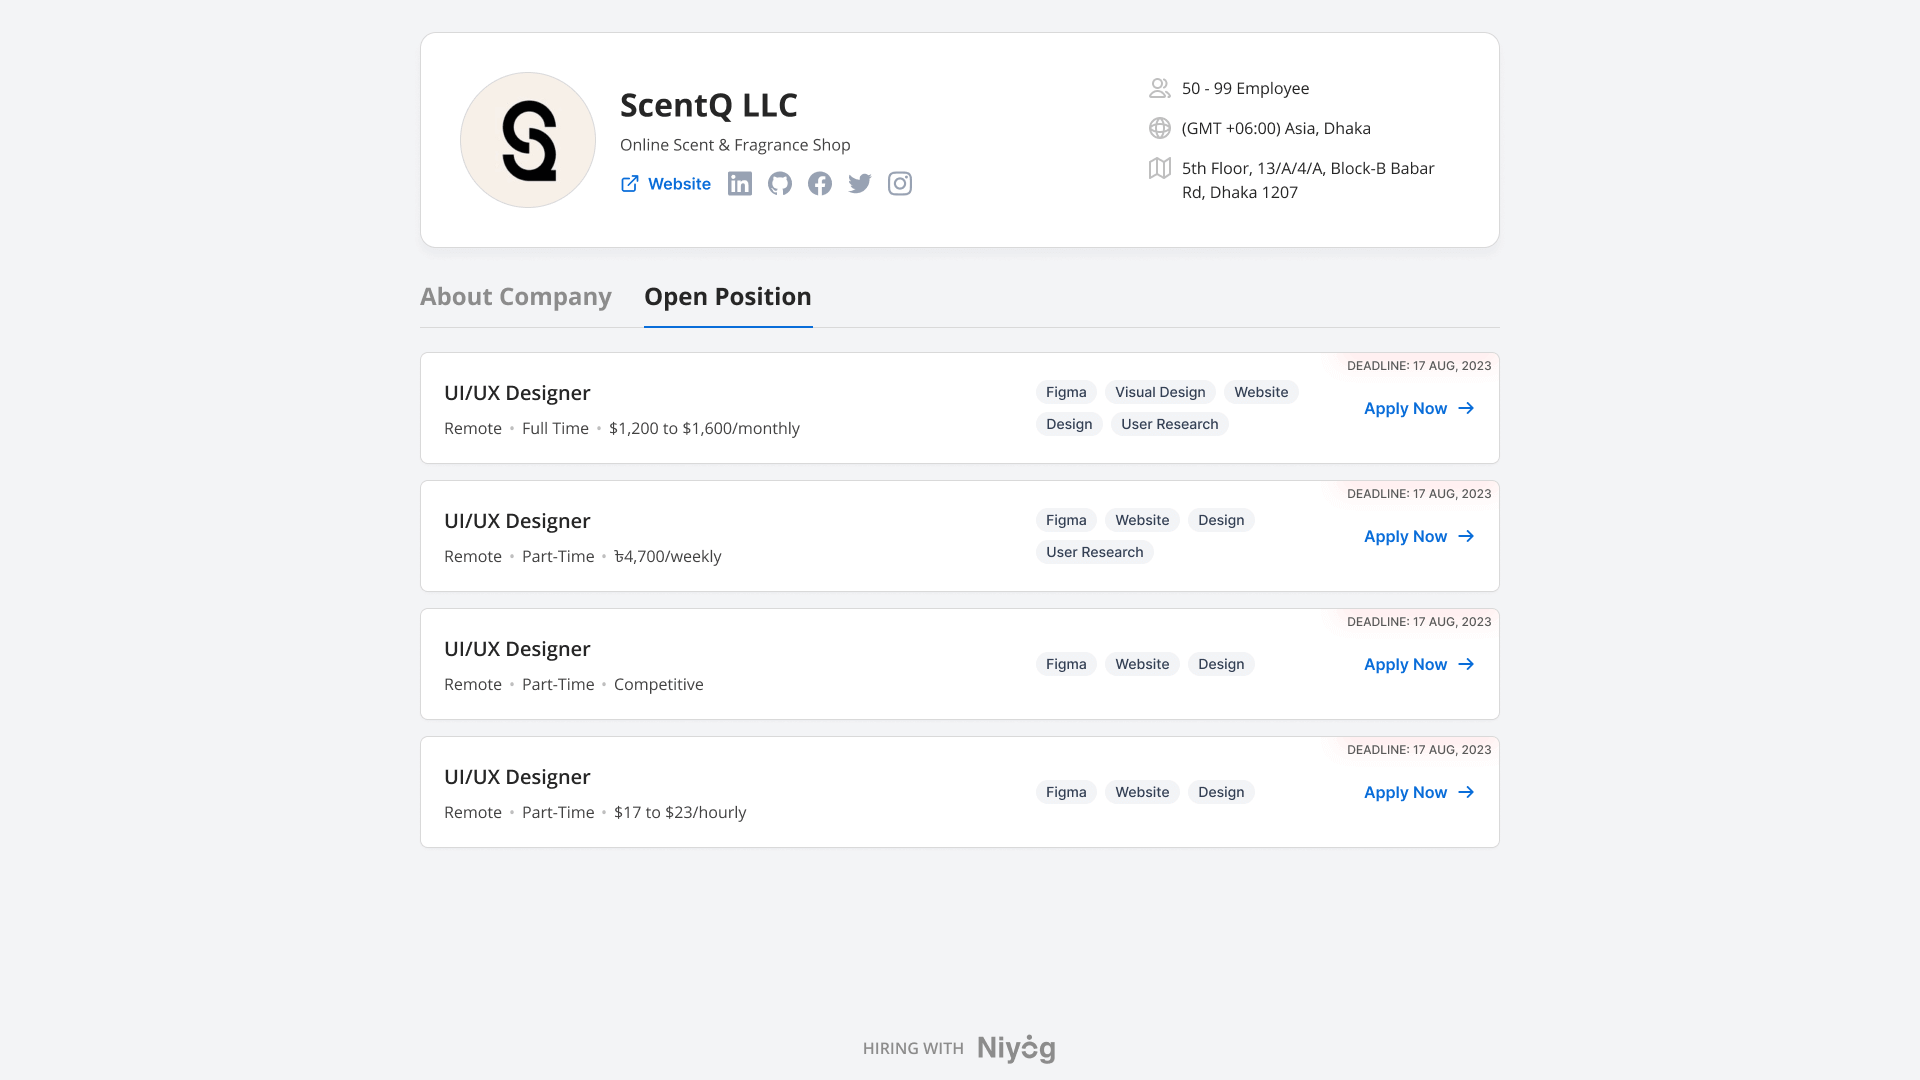 ScentQ LLC
Online Scent & Fragrance Shop
Website
50 - 99 Employee
(GMT +06:00) Asia, Dhaka
5th Floor, 13/A/4/A, Block-B Babar
Rd, Dhaka 1207
About Company
Open Position
DEADLINE: 17 AUG, 2023
UI/UX Designer
Remote • Full Time • $1,200 to $1,600/monthly
Figma Visual Design Website
Design User Research
Apply Now
DEADLINE: 17 AUG, 2023
UI/UX Designer
Remote • Part-Time • ৳4,700/weekly
Figma Website Design
User Research
Apply Now
DEADLINE: 17 AUG, 2023
UI/UX Designer
Remote • Part-Time • Competitive
Figma Website Design
Apply Now
DEADLINE: 17 AUG, 2023
UI/UX Designer
Remote • Part-Time • $17 to $23/hourly
Figma Website Design
Apply Now
HIRING WITH Niyog